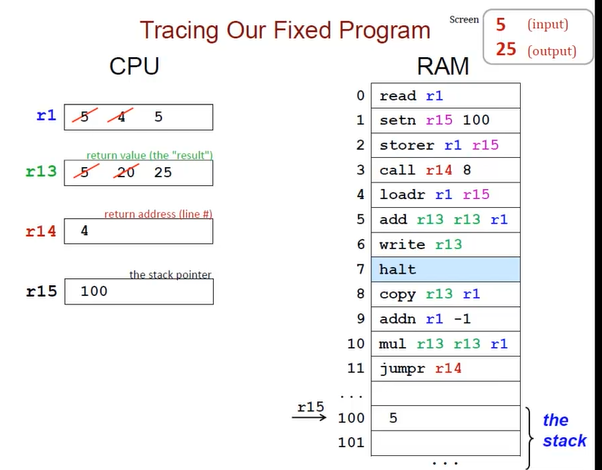 Tracing Our Fixed Program
Screen
5 (input)
25 (output)
CPU
r1 5 4 5
return value (the "result")
r13 5 20 25
return address (line #)
r14 4
the stack pointer
r15 100
RAM
0 read r1
1 setn r15 100
2 storer r1 r15
3 call r14 8
4 loadr r1 r15
5 add r13 r13 r1
6 write r13
7 halt
8 copy r13 r1
9 addn r1 -1
10 mul r13 r13 r1
11 jumpr r14
...
r15
100 5
101
...
the
stack